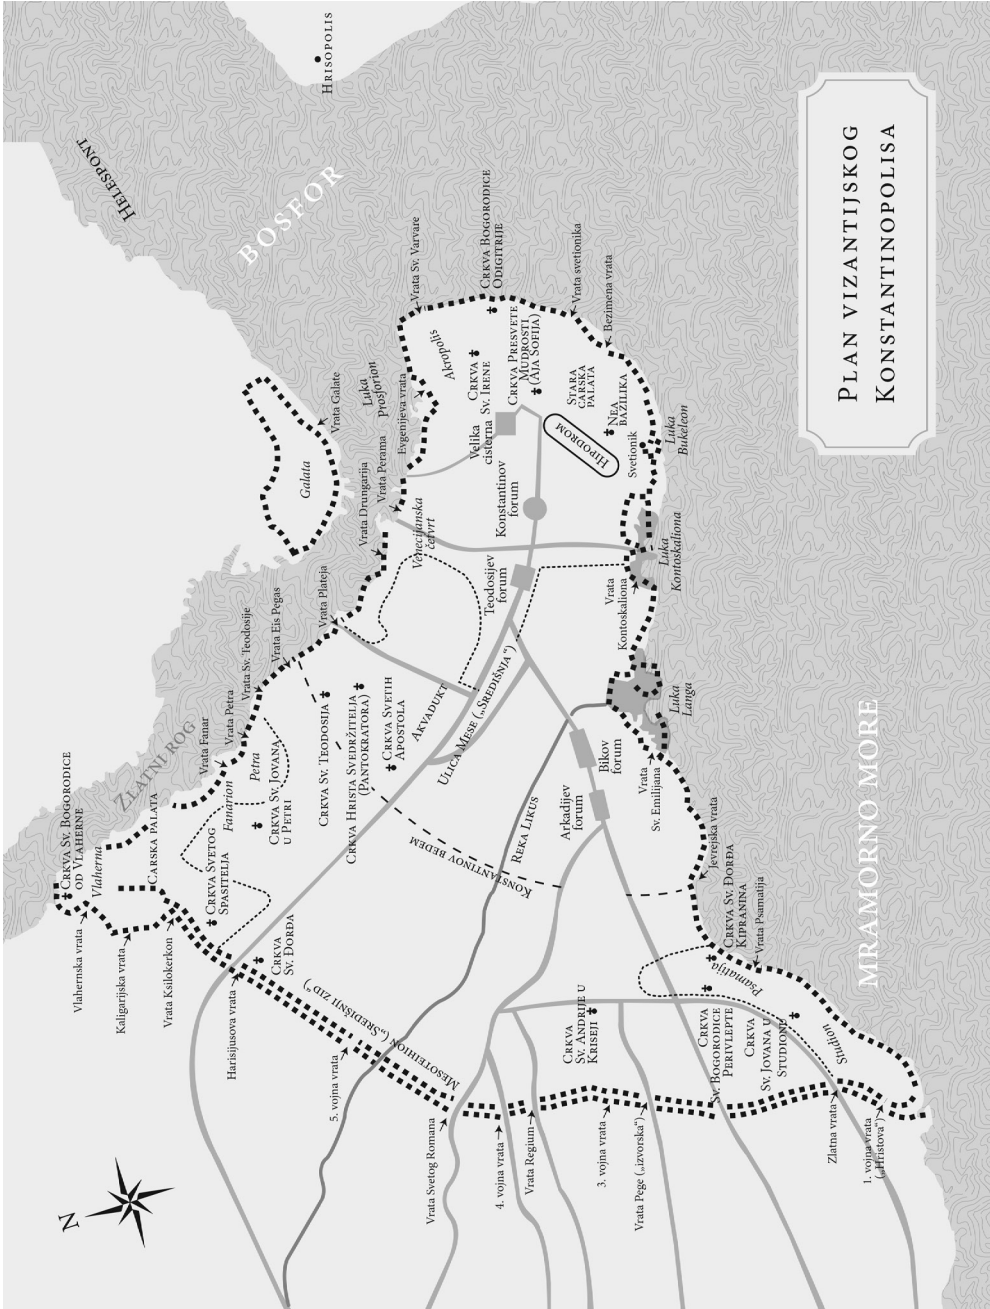 Plan vizantijskog
Konstantinopolisa
N
Helespont
Hrisopolis
BOSFOR
Zlatni rog
MRAMORNO MORE
Galata
Vrata Galate
Crkva Sv. Bogorodice
od Vlaherne
Vlaherna
Carska palata
Vlahernska vrata
Kaligarijska vrata
Vrata Ksilokerkon
Crkva Svetog
Spasitelja
Harisijusova vrata
Crkva
Sv. Đorđa
Mesoteihion („Središnji zid“)
5. vojna vrata
Vrata Svetog Romana
4. vojna vrata
Vrata Regium
3. vojna vrata
Vrata Pege („izvorska“)
Zlatna vrata
1. vojna vrata
(„Hristova“)
Vrata Fanar
Fanarion
Vrata Petra
Petra
Crkva Sv. Jovana
u Petri
Vrata Sv. Teodosije
Vrata Eis Pegas
Crkva Sv. Teodosija
Crkva Hrista Svedržitelja
(Pantokratora)
Crkva Svetih
Apostola
Akvadukt
Ulica Mese („Središnja“)
Konstantinov bedem
Reka Likus
Vrata Plateja
Vrata Drungarija
Vrata Perama
Venecijanska
četvrt
Evgenijeva vrata
Luka
Prosforion
Akropolis
Vrata Sv. Varvare
Crkva Bogorodice
Odigitrije
Crkva
Sv. Irene
Velika
cisterna
Crkva Presvete
Mudrosti
(Aja Sofija)
Vrata svetionika
Bezimena vrata
Stara
carska
palata
Nea
bazilika
Hipodrom
Svetionik
Luka
Bukeleon
Konstantinov
forum
Teodosijev
forum
Luka
Kontoskaliona
Vrata
Kontoskaliona
Luka
Langa
Bikov
forum
Arkadijev
forum
Vrata
Sv. Emilijana
Jevrejska vrata
Crkva Sv. Đorđa
Kipranina
Vrata Psamatija
Psamatija
Crkva
Sv. Andrije u
Kriseji
Crkva
Sv. Bogorodice
Perivlepte
Crkva
Sv. Jovana u
Studionu
Studion